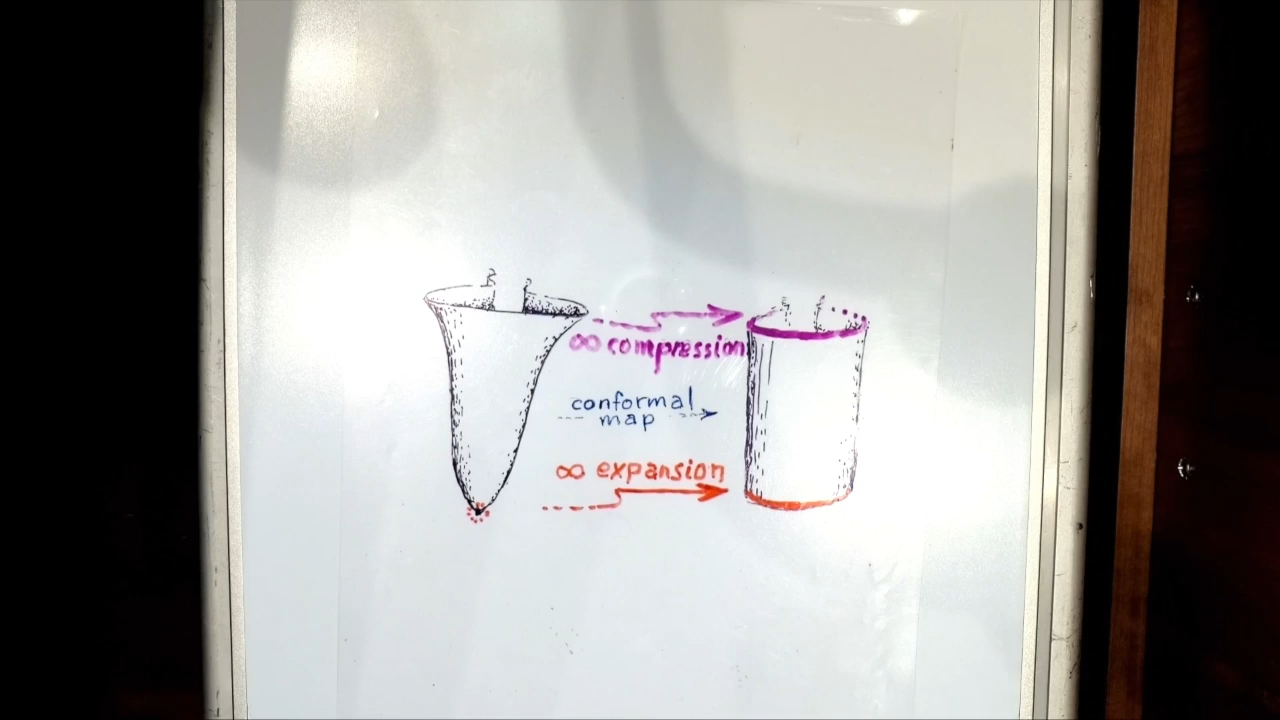 ∞ compression
conformal
map
∞ expansion